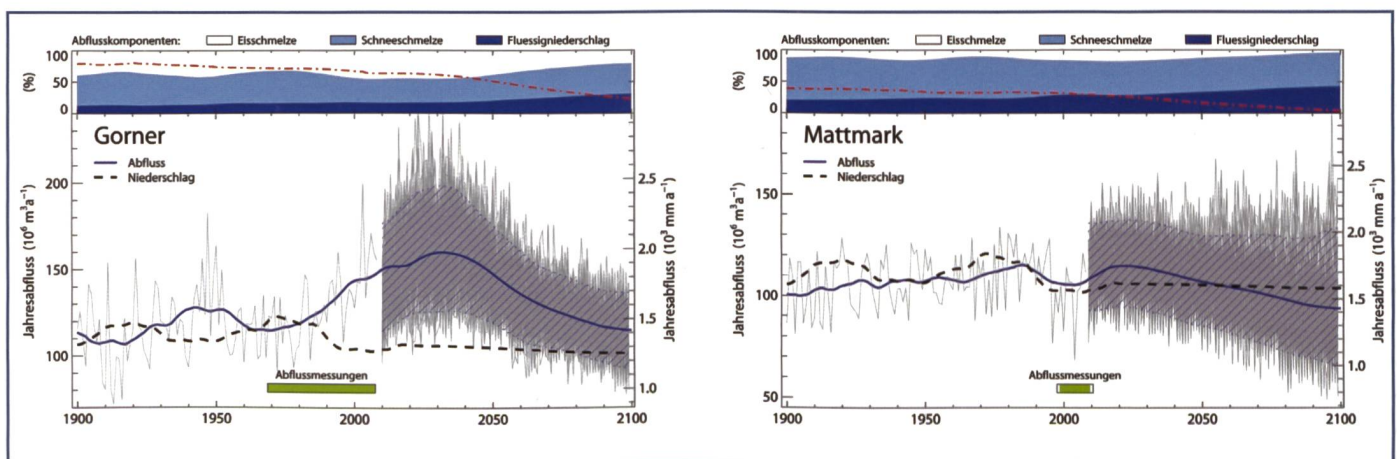 Abflusskomponenten: Eisschmelze Schneeschmelze Fluessigniederschlag
100
50
0
(%)
Gorner
Abfluss
Niederschlag
200
150
100
Jahresabfluss (10⁶ m³a⁻¹)
2.5
2.0
1.5
1.0
Jahresabfluss (10³ mm a⁻¹)
Abflussmessungen
1900 1950 2000 2050 2100
Abflusskomponenten: Eisschmelze Schneeschmelze Fluessigniederschlag
100
50
0
(%)
Mattmark
Abfluss
Niederschlag
150
100
50
Jahresabfluss (10⁶ m³a⁻¹)
2.5
2.0
1.5
1.0
Jahresabfluss (10³ mm a⁻¹)
Abflussmessungen
1900 1950 2000 2050 2100